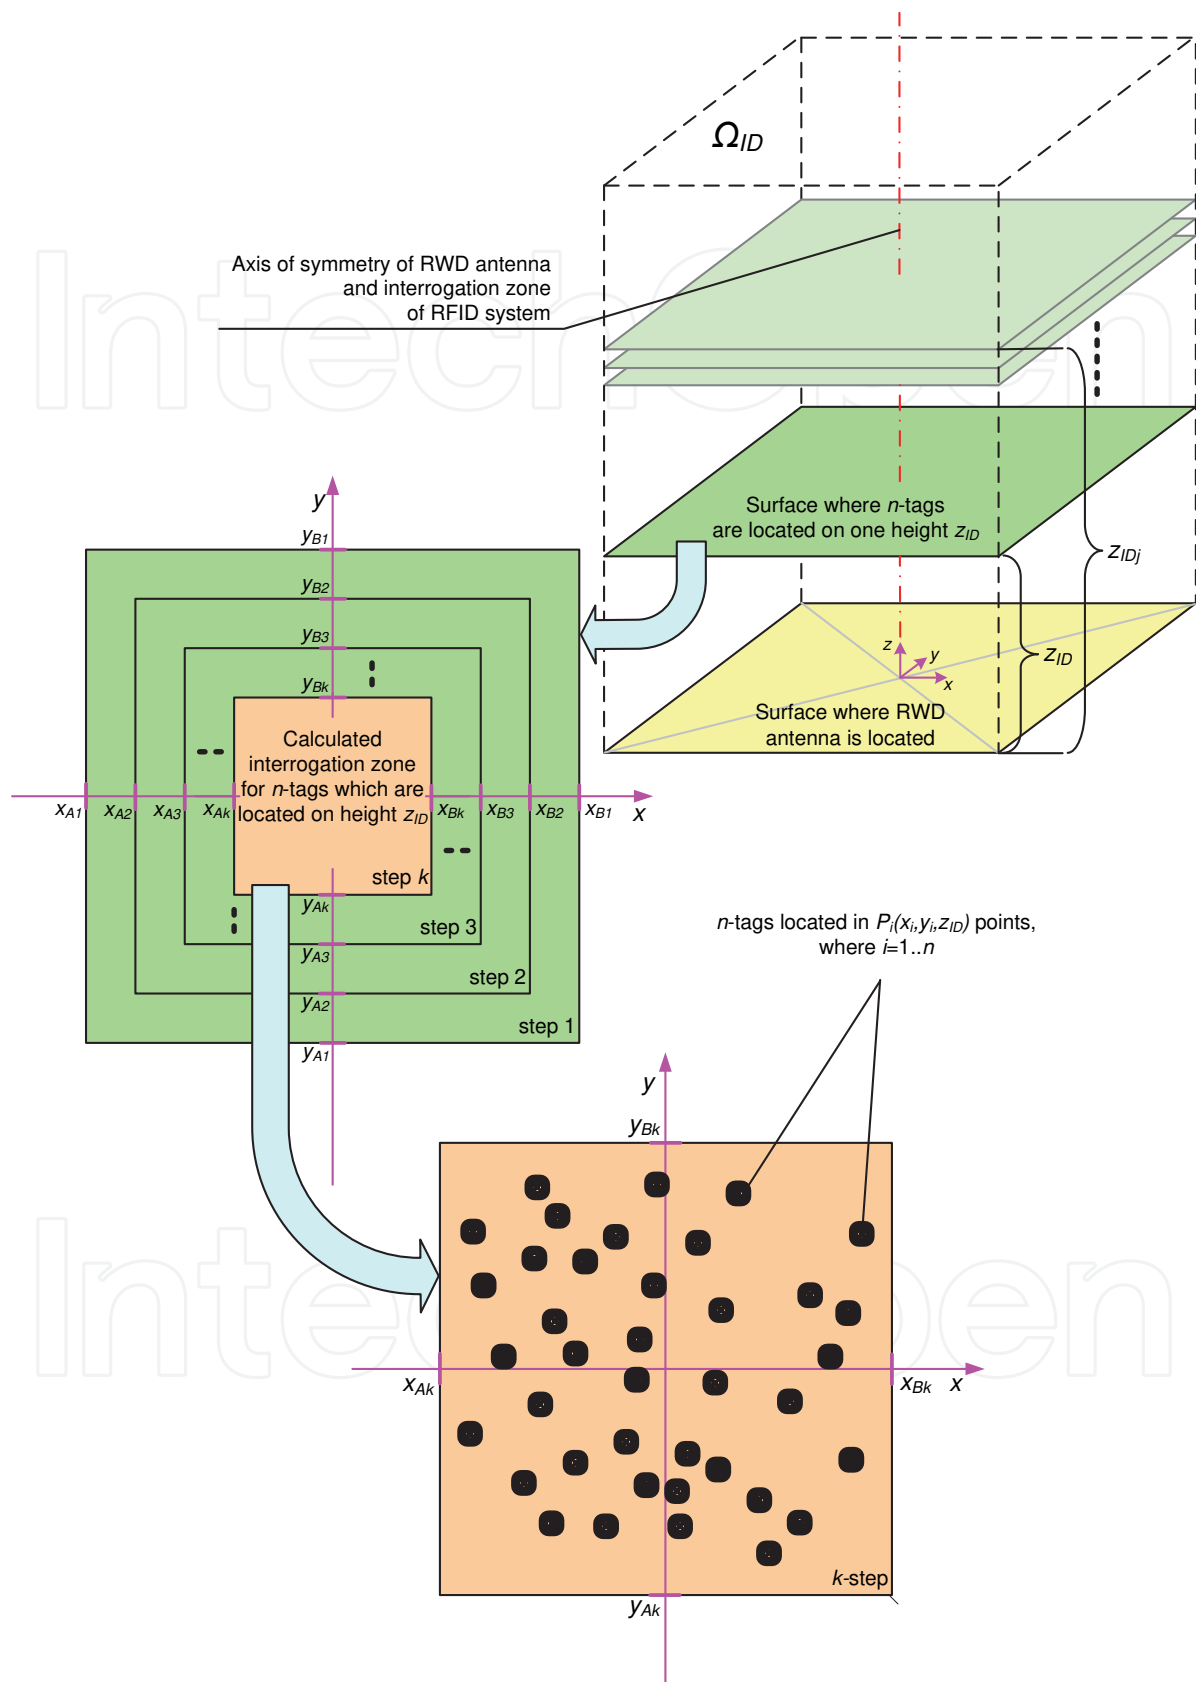 Ω_ID
Axis of symmetry of RWD antenna
and interrogation zone
of RFID system
Surface where n-tags
are located on one height z_ID
z_IDj
z_ID
z
y
x
Surface where RWD
antenna is located
y
y_B1
y_B2
y_B3
y_Bk
Calculated
interrogation zone
for n-tags which are
located on height z_ID
x_A1
x_A2
x_A3
x_Ak
x_Bk
x_B3
x_B2
x_B1
x
step k
y_Ak
step 3
y_A3
step 2
y_A2
step 1
y_A1
n-tags located in P_i(x_i,y_i,z_ID) points,
where i=1..n
y
y_Bk
x_Ak
x_Bk
x
k-step
y_Ak
IntechOpen
IntechOpen